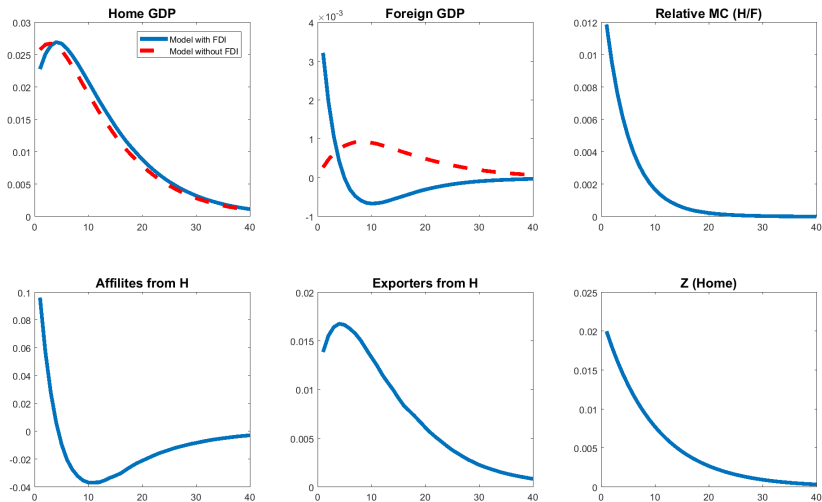 Home GDP
0.03
0.025
0.02
0.015
0.01
0.005
0
0 10 20 30 40
Model with FDI
Model without FDI
Foreign GDP
×10-3
4
3
2
1
0
-1
0 10 20 30 40
Relative MC (H/F)
0.012
0.01
0.008
0.006
0.004
0.002
0
0 10 20 30 40
Affilites from H
0.1
0.08
0.06
0.04
0.02
0
-0.02
-0.04
0 10 20 30 40
Exporters from H
0.02
0.015
0.01
0.005
0
0 10 20 30 40
Z (Home)
0.025
0.02
0.015
0.01
0.005
0
0 10 20 30 40